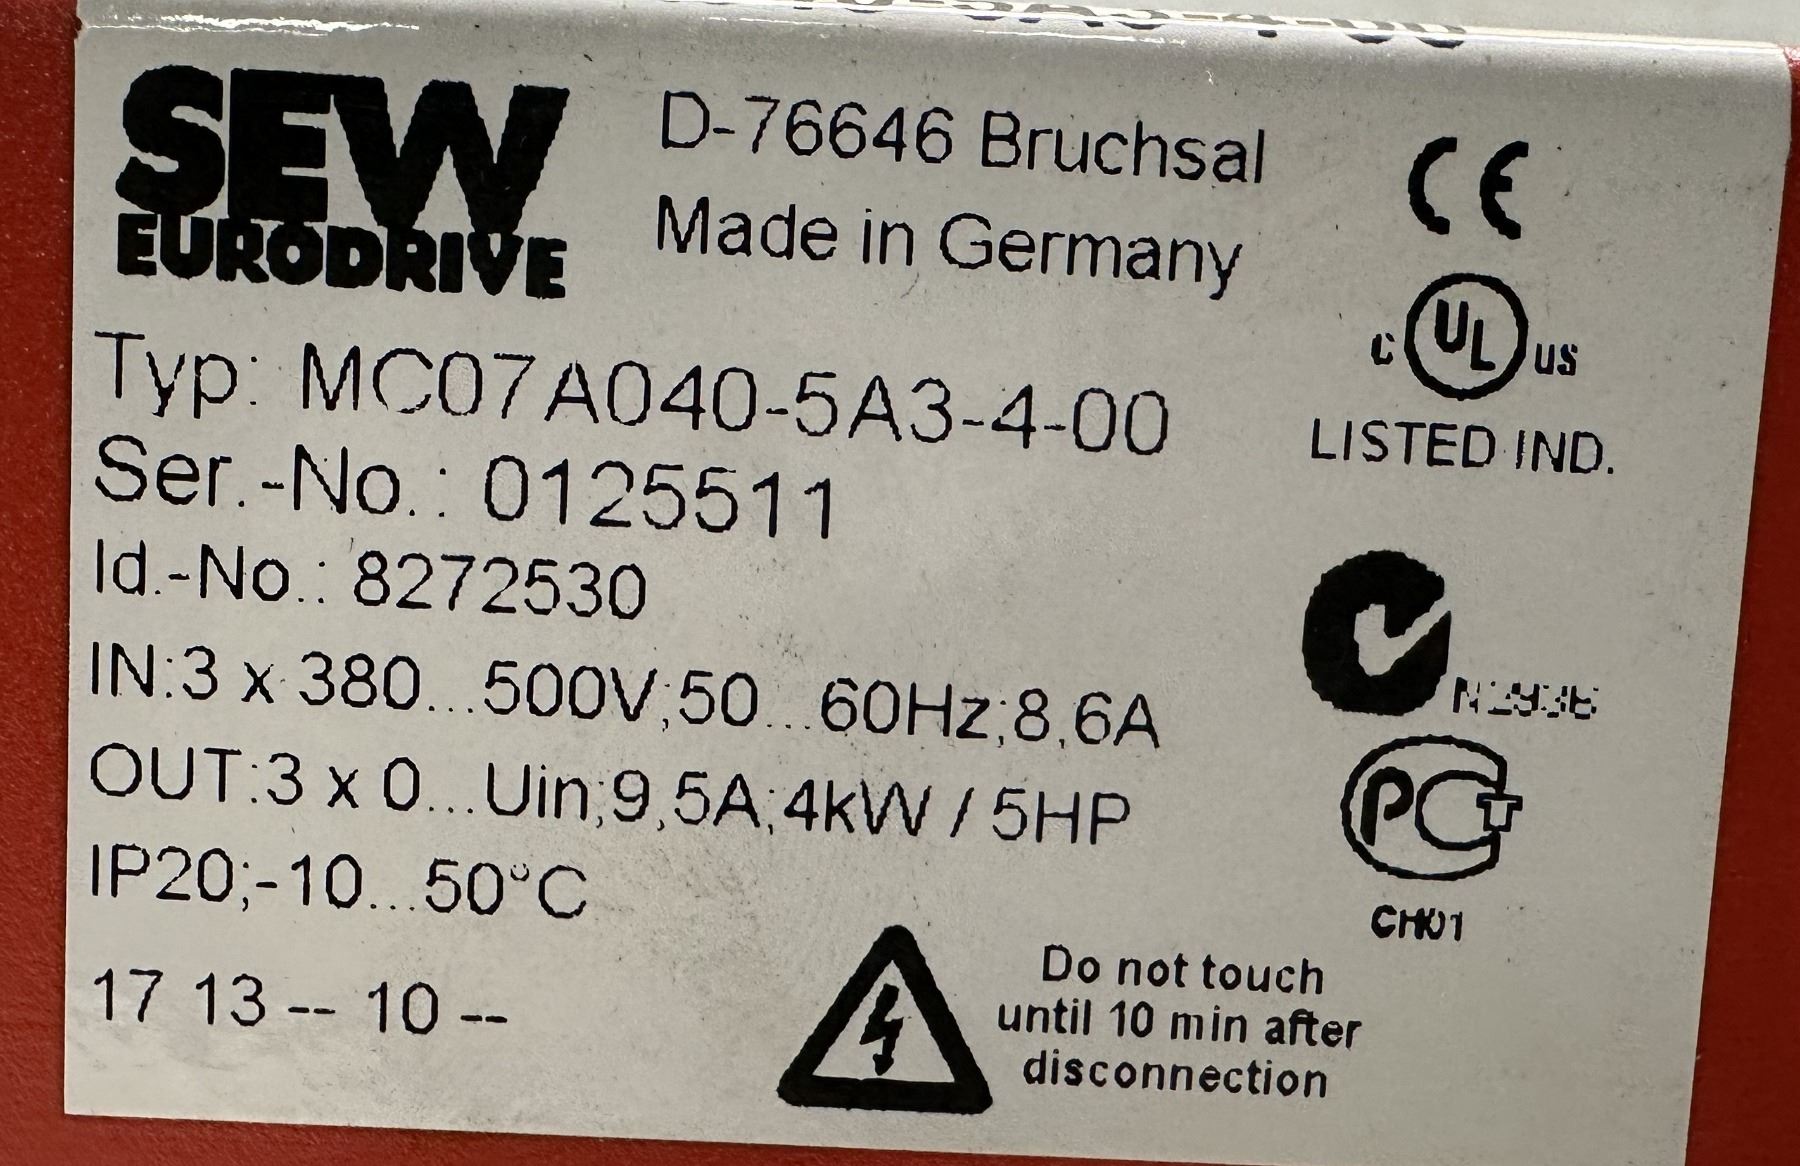 SEW
EURODRIVE
D-76646 Bruchsal
Made in Germany
CE
c UL us
LISTED IND.
Typ: MC07A040-5A3-4-00
Ser.-No.: 0125511
Id.-No.: 8272530
IN:3 x 380...500V;50...60Hz;8,6A
OUT:3 x 0...Uin;9,5A;4kW / 5HP
IP20;-10...50°C
17 13 -- 10 --
PCT
CH01
Do not touch
until 10 min after
disconnection